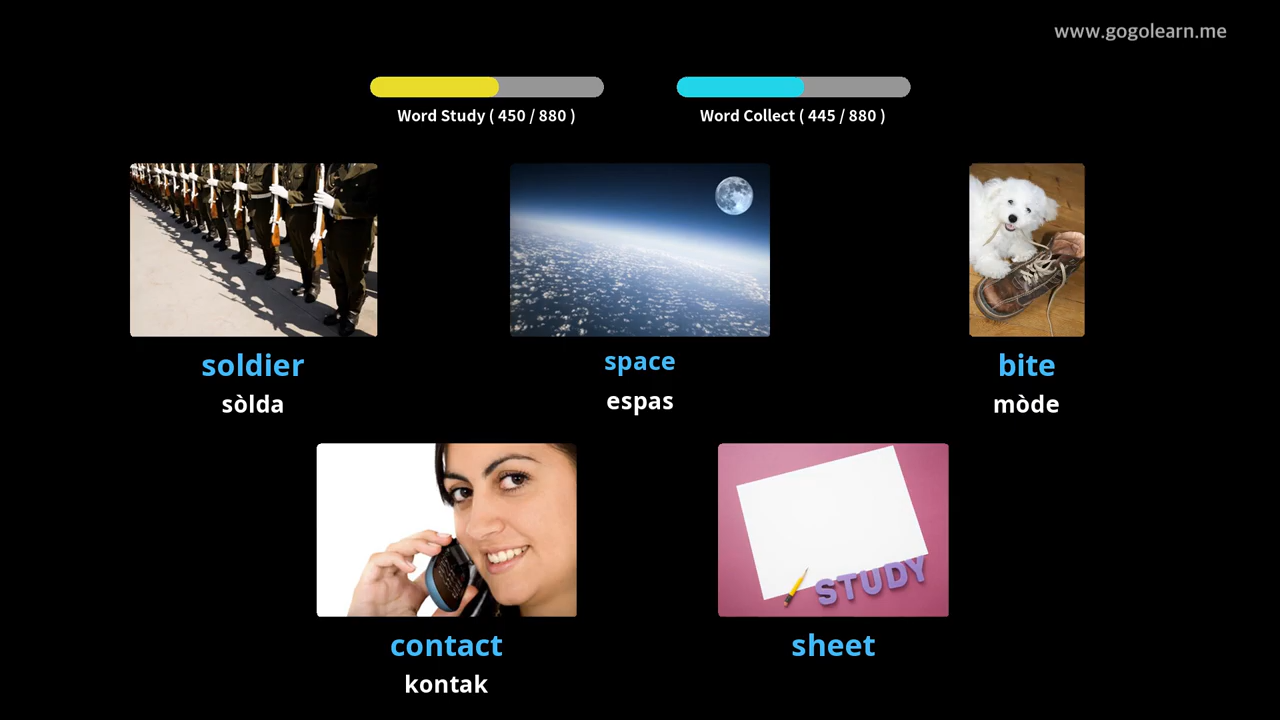 www.gogolearn.me
Word Study ( 450 / 880 )
Word Collect ( 445 / 880 )
soldier
sòlda
space
espas
bite
mòde
STUDY
contact
kontak
sheet